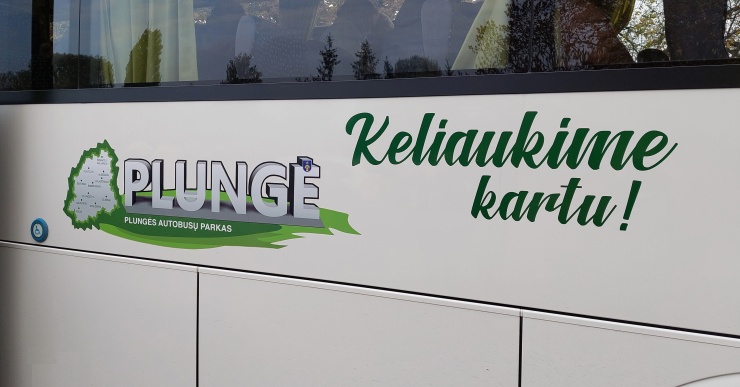 PLUNGĖ
PLUNGĖS AUTOBUSŲ PARKAS
Keliaukime
kartu!